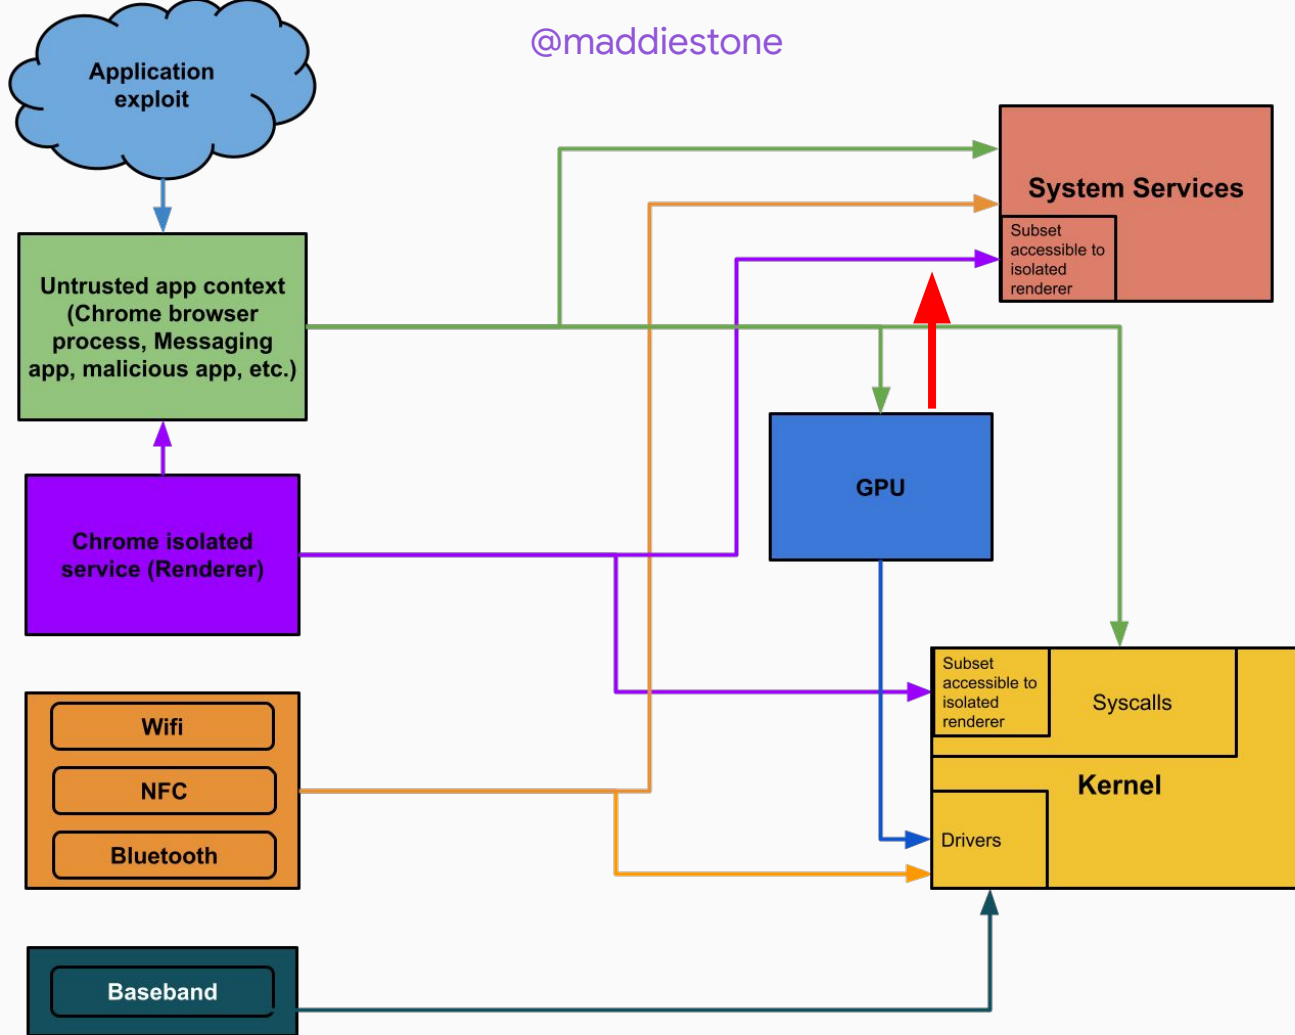 @maddiestone
Application
exploit
System Services
Subset
accessible to
isolated
renderer
Untrusted app context
(Chrome browser
process, Messaging
app, malicious app, etc.)
GPU
Chrome isolated
service (Renderer)
Subset
accessible to
isolated
renderer
Syscalls
Kernel
Drivers
Wifi
NFC
Bluetooth
Baseband